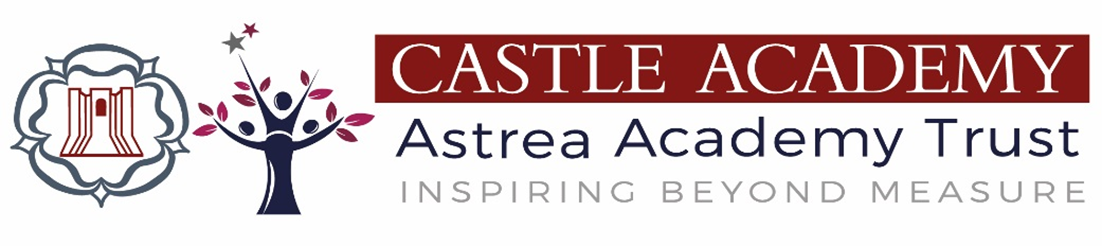 CASTLE ACADEMY
Astrea Academy Trust
INSPIRING BEYOND MEASURE